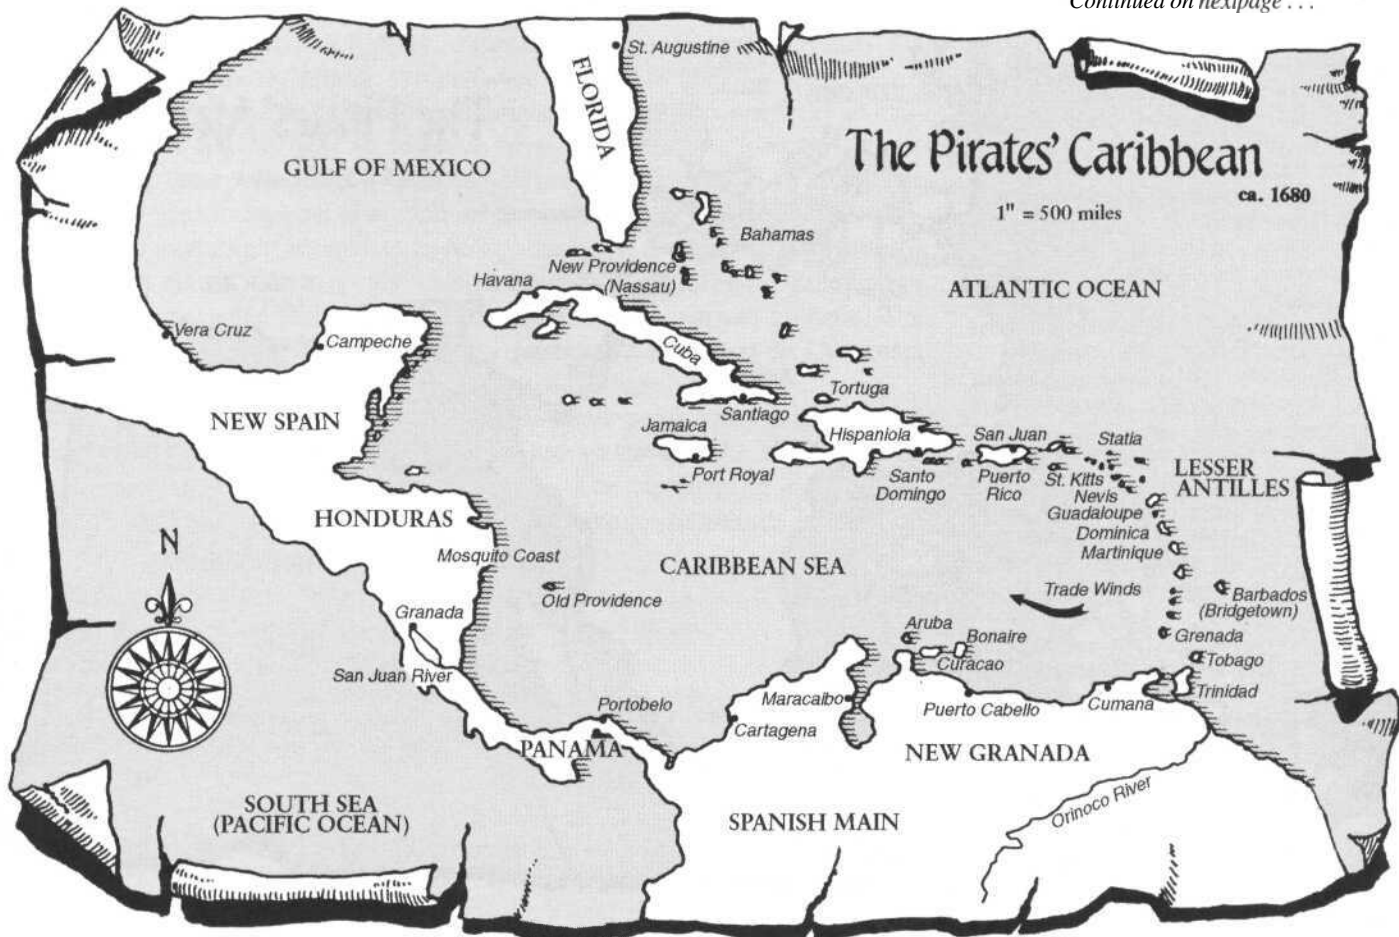 Continued on nextpage . . .
St. Augustine
FLORIDA
The Pirates' Caribbean
ca. 1680
1" = 500 miles
GULF OF MEXICO
Bahamas
New Providence
(Nassau)
Havana
ATLANTIC OCEAN
Vera Cruz
Campeche
Cuba
Tortuga
NEW SPAIN
Santiago
Jamaica
Hispaniola
San Juan
Statia
Port Royal
Santo
Domingo
Puerto
Rico
St. Kitts
Nevis
LESSER
ANTILLES
Guadaloupe
HONDURAS
Dominica
Martinique
N
Mosquito Coast
CARIBBEAN SEA
Trade Winds
Barbados
(Bridgetown)
Old Providence
Granada
Aruba
Bonaire
Grenada
Curacao
Tobago
San Juan River
Maracaibo
Trinidad
Portobelo
Puerto Cabello
Cumana
Cartagena
PANAMA
NEW GRANADA
SOUTH SEA
(PACIFIC OCEAN)
SPANISH MAIN
Orinoco River